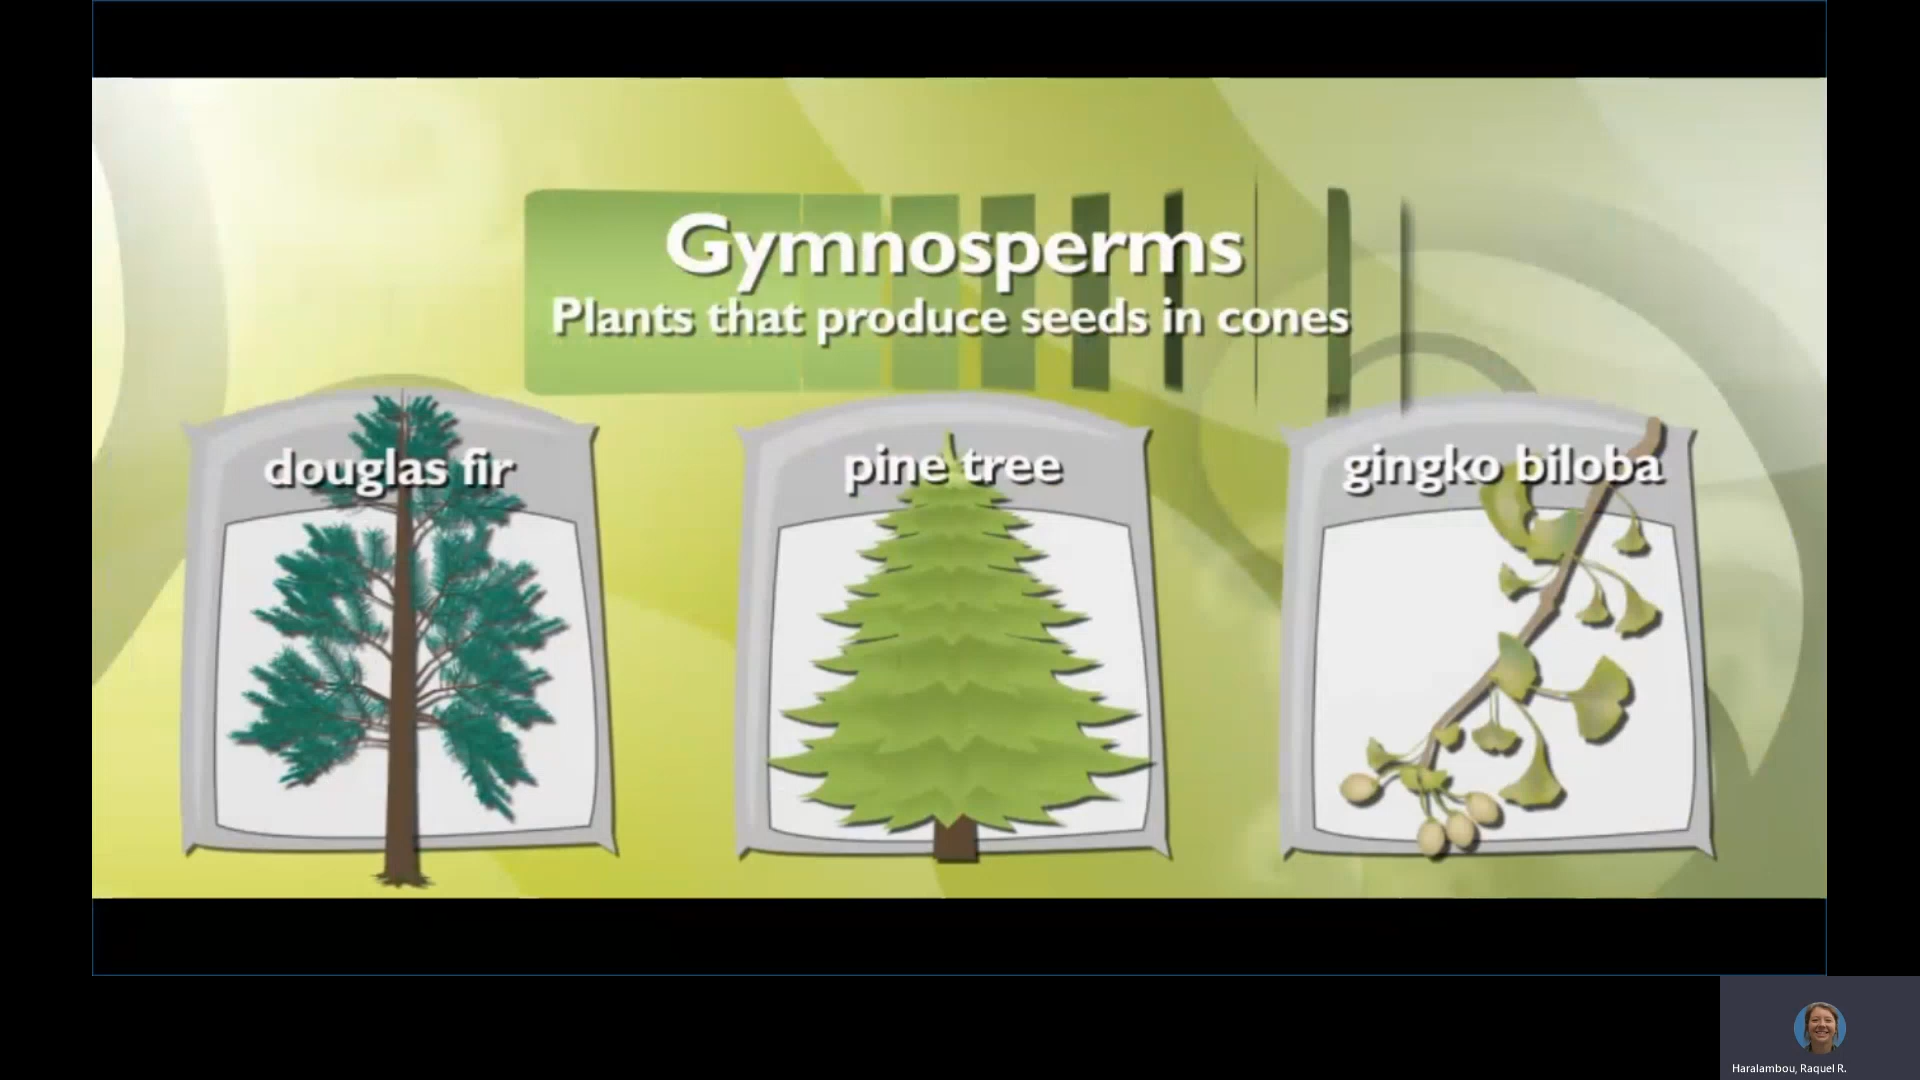 Gymnosperms
Plants that produce seeds in cones
douglas fir
pine tree
gingko biloba
Haralambou, Raquel R.